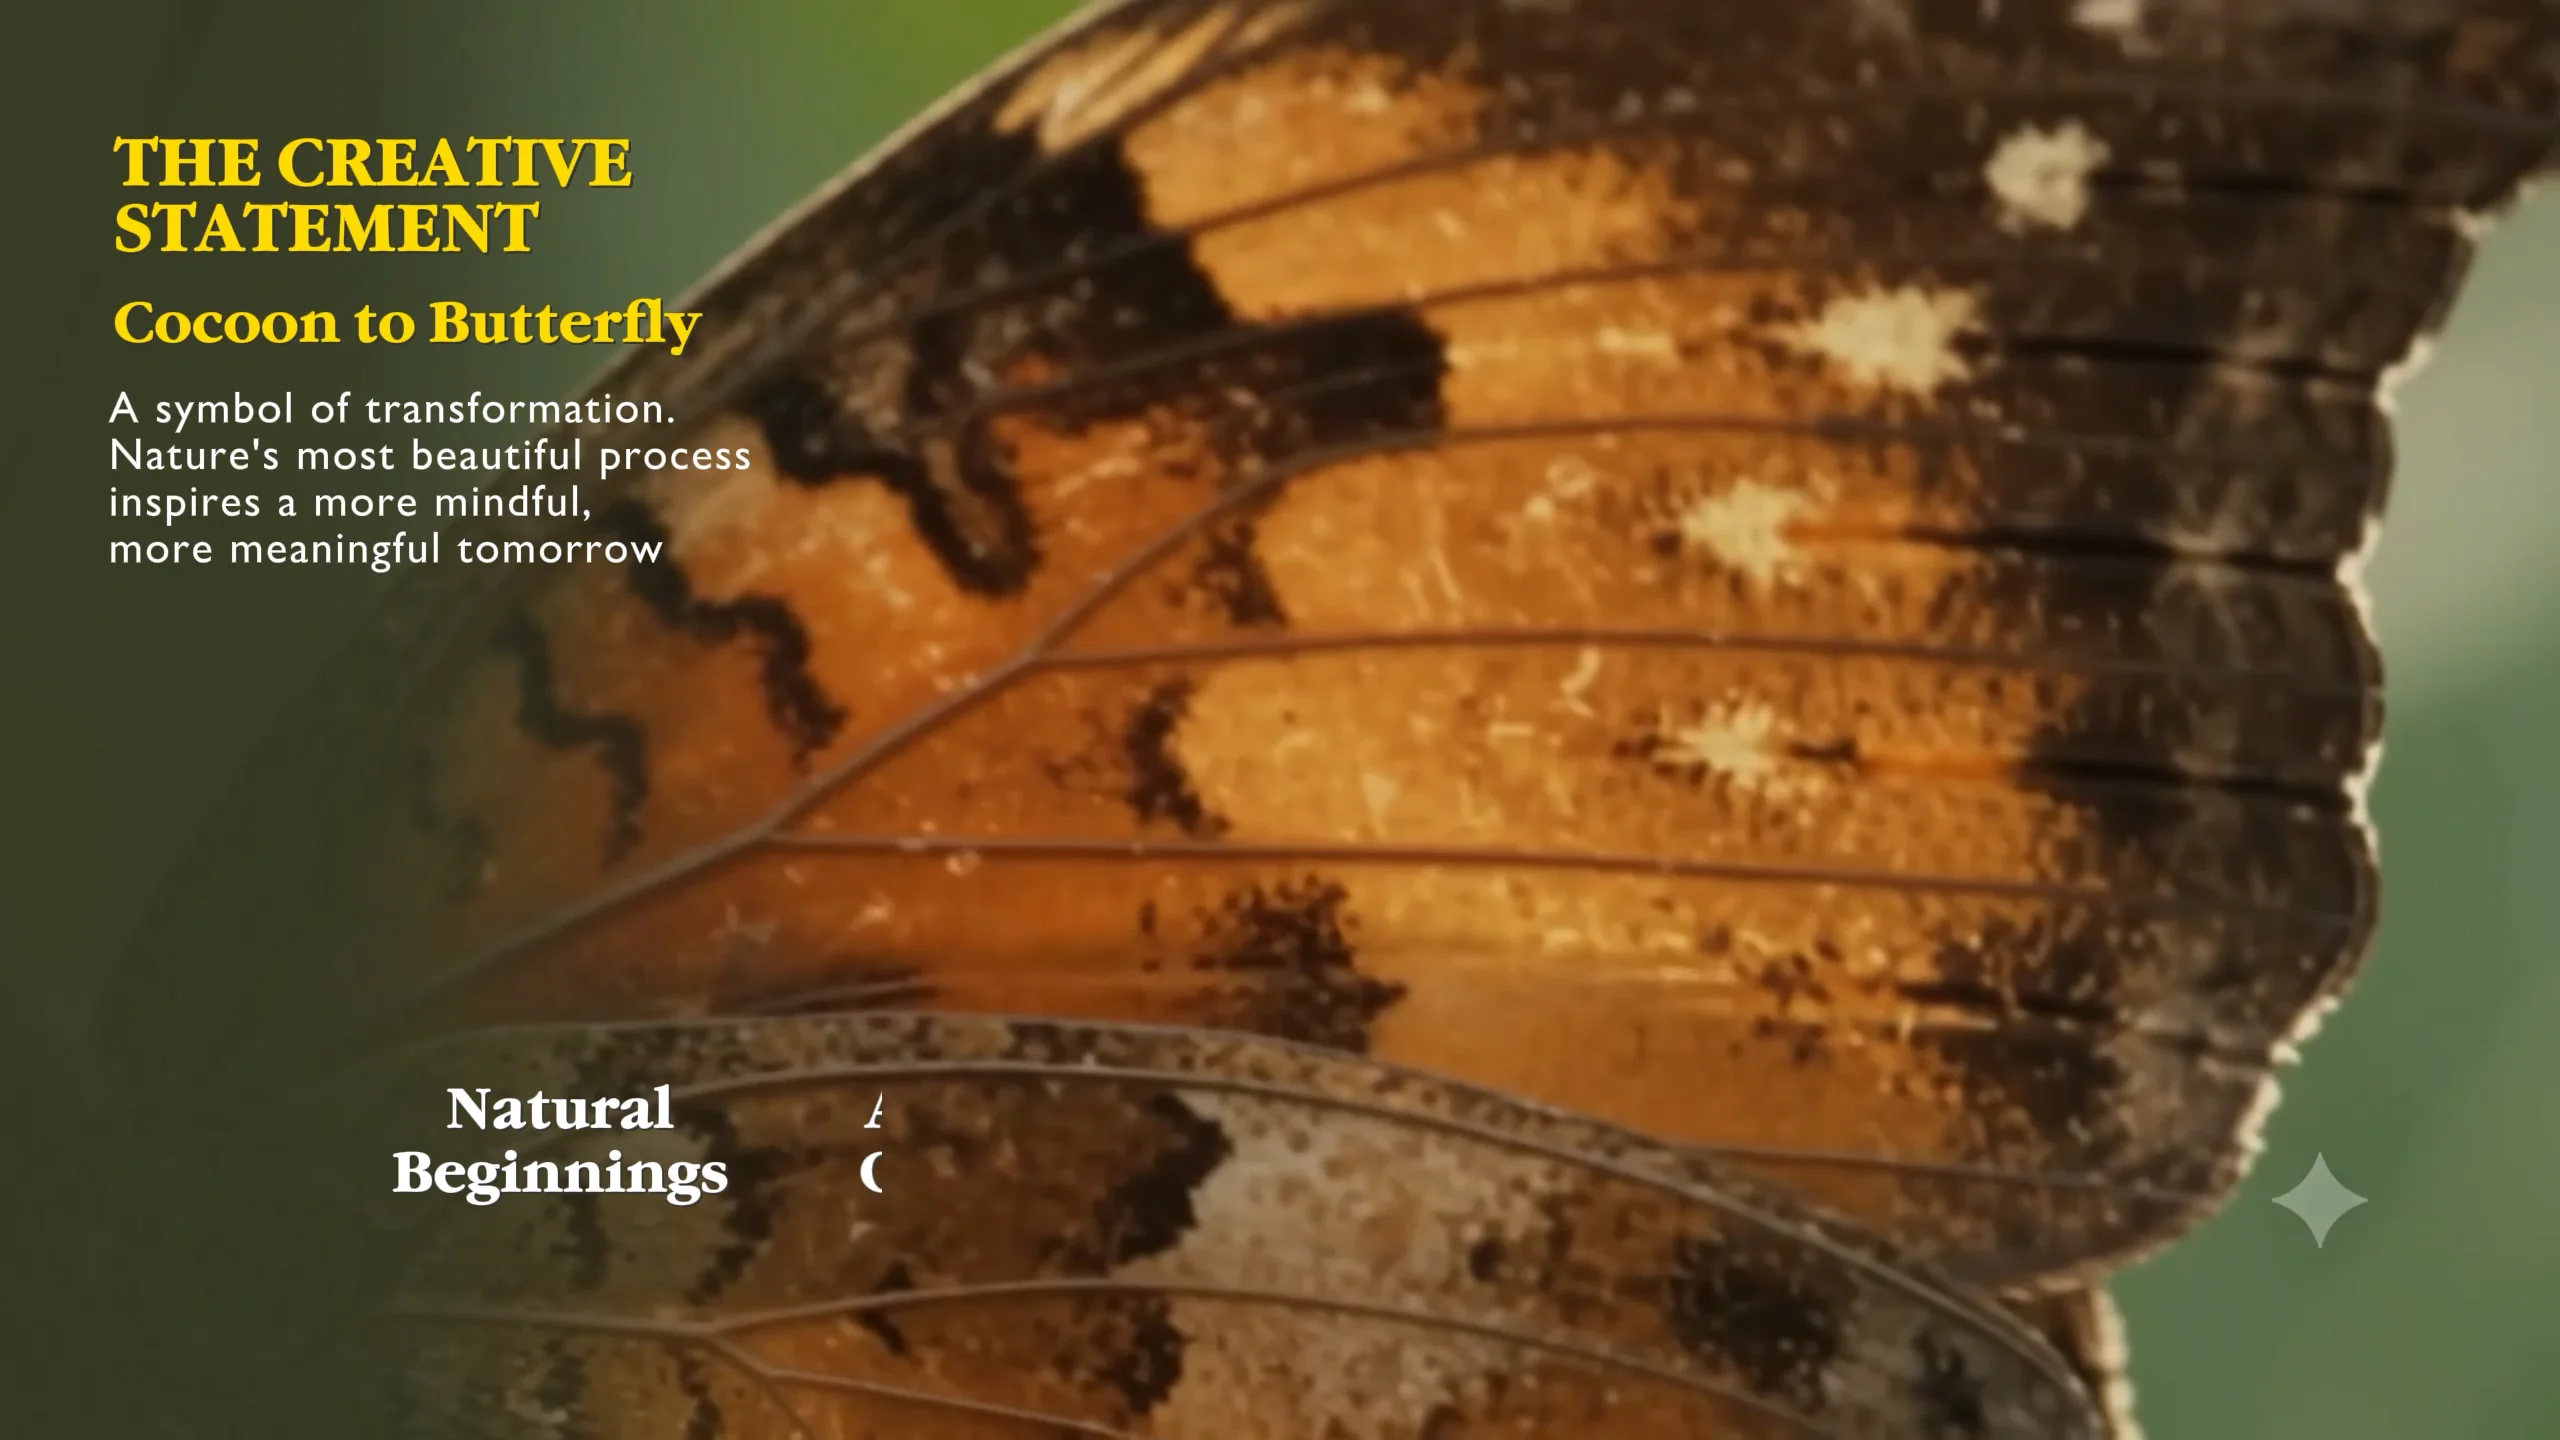 THE CREATIVE
STATEMENT
Cocoon to Butterfly
A symbol of transformation.
Nature's most beautiful process
inspires a more mindful,
more meaningful tomorrow
Natural
Beginnings